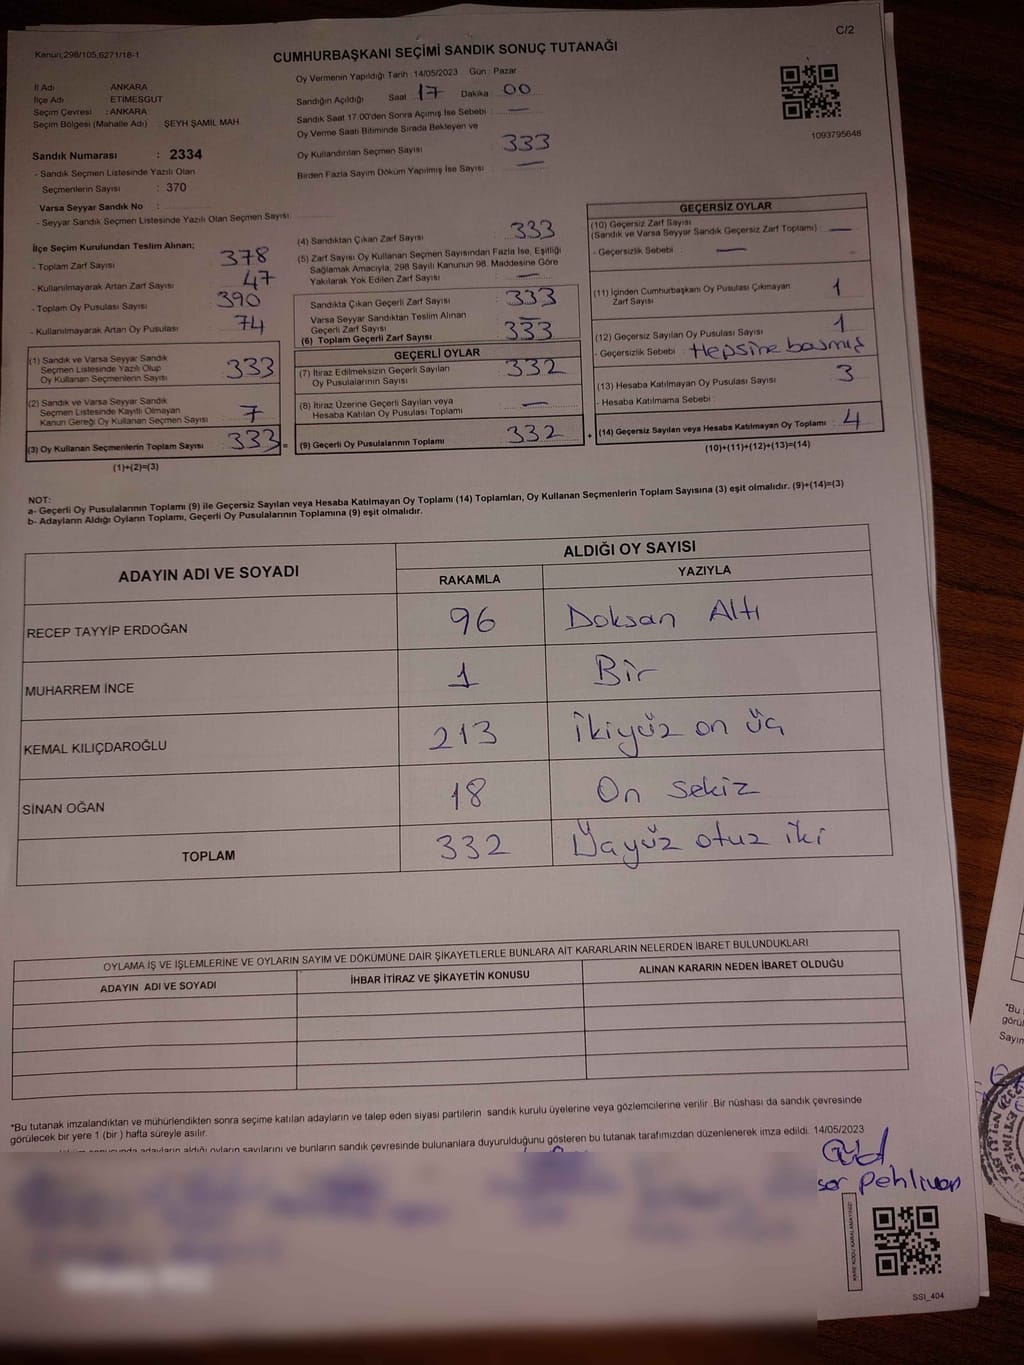 C/2
Kanun;298/105;6271/18-1
CUMHURBAŞKANI SEÇİMİ SANDIK SONUÇ TUTANAĞI
İl Adı : ANKARA
İlçe Adı : ETİMESGUT
Seçim Çevresi : ANKARA
Seçim Bölgesi (Mahalle Adı) : ŞEYH ŞAMİL MAH.
Oy Vermenin Yapıldığı Tarih : 14/05/2023 Gün : Pazar
Sandığın Açıldığı Saat : 17 Dakika : 00
Sandık Saat 17.00'den Sonra Açımış İse Sebebi : —
Oy Verme Saati Bitiminde Sırada Bekleyen ve
Oy Kullandırılan Seçmen Sayısı : 333
Birden Fazla Sayım Döküm Yapılmış İse Sayısı : —
1093795648
Sandık Numarası : 2334
- Sandık Seçmen Listesinde Yazılı Olan
Seçmenlerin Sayısı : 370
Varsa Seyyar Sandık No :
- Seyyar Sandık Seçmen Listesinde Yazılı Olan Seçmen Sayısı:
İlçe Seçim Kurulundan Teslim Alınan;
- Toplam Zarf Sayısı : 378
- Kullanılmayarak Artan Zarf Sayısı : 47
- Toplam Oy Pusulası Sayısı : 390
- Kullanılmayarak Artan Oy Pusulası : 74
(1) Sandık ve Varsa Seyyar Sandık
Seçmen Listesinde Yazılı Olup
Oy Kullanan Seçmenlerin Sayısı : 333
(2) Sandık ve Varsa Seyyar Sandık
Seçmen Listesinde Kayıtlı Olmayan
Kanun Gereği Oy Kullanan Seçmen Sayısı : 7
(3) Oy Kullanan Seçmenlerin Toplam Sayısı : 333 =
(1)+(2)=(3)
(4) Sandıktan Çıkan Zarf Sayısı : 333
(5) Zarf Sayısı Oy Kullanan Seçmen Sayısından Fazla İse, Eşitliği
Sağlamak Amacıyla; 298 Sayılı Kanunun 98. Maddesine Göre
Yakılarak Yok Edilen Zarf Sayısı : —
Sandıkta Çıkan Geçerli Zarf Sayısı : 333
Varsa Seyyar Sandıktan Teslim Alınan
Geçerli Zarf Sayısı : —
(6) Toplam Geçerli Zarf Sayısı : 333
GEÇERLİ OYLAR
(7) İtiraz Edilmeksizin Geçerli Sayılan
Oy Pusulalarının Sayısı : 332
(8) İtiraz Üzerine Geçerli Sayılan veya
Hesaba Katılan Oy Pusulası Toplamı : —
(9) Geçerli Oy Pusulalarının Toplamı : 332 +
GEÇERSİZ OYLAR
(10) Geçersiz Zarf Sayısı
(Sandık ve Varsa Seyyar Sandık Geçersiz Zarf Toplamı) : —
- Geçersizlik Sebebi : —
(11) İçinden Cumhurbaşkanı Oy Pusulası Çıkmayan
Zarf Sayısı : 1
(12) Geçersiz Sayılan Oy Pusulası Sayısı : 1
- Geçersizlik Sebebi : Hepsine basmış
(13) Hesaba Katılmayan Oy Pusulası Sayısı : 3
- Hesaba Katılmama Sebebi :
(14) Geçersiz Sayılan veya Hesaba Katılmayan Oy Toplamı : 4
(10)+(11)+(12)+(13)=(14)
NOT:
a- Geçerli Oy Pusulalarının Toplamı (9) ile Geçersiz Sayılan veya Hesaba Katılmayan Oy Toplamı (14) Toplamları, Oy Kullanan Seçmenlerin Toplam Sayısına (3) eşit olmalıdır. (9)+(14)=(3)
b- Adayların Aldığı Oyların Toplamı, Geçerli Oy Pusulalarının Toplamına (9) eşit olmalıdır.
ADAYIN ADI VE SOYADI
ALDIĞI OY SAYISI
RAKAMLA YAZIYLA
RECEP TAYYİP ERDOĞAN 96 Doksan Altı
MUHARREM İNCE 1 Bir
KEMAL KILIÇDAROĞLU 213 İkiyüz on üç
SİNAN OĞAN 18 On sekiz
TOPLAM 332 Üçyüz otuz iki
OYLAMA İŞ VE İŞLEMLERİNE VE OYLARIN SAYIM VE DÖKÜMÜNE DAİR ŞİKAYETLERLE BUNLARA AİT KARARLARIN NELERDEN İBARET BULUNDUKLARI
ADAYIN ADI VE SOYADI İHBAR İTİRAZ VE ŞİKAYETİN KONUSU ALINAN KARARIN NEDEN İBARET OLDUĞU
*Bu tutanak imzalandıktan ve mühürlendikten sonra seçime katılan adayların ve talep eden siyasi partilerin sandık kurulu üyelerine veya gözlemcilerine verilir .Bir nüshası da sandık çevresinde
görülecek bir yere 1 (bir ) hafta süreyle asılır.
adayların aldığı oyların sayılarını ve bunların sandık çevresinde bulunanlara duyurulduğunu gösteren bu tutanak tarafımızdan düzenlenerek imza edildi. 14/05/2023
Pehlivan
SSI_404
*Bu
Sayın